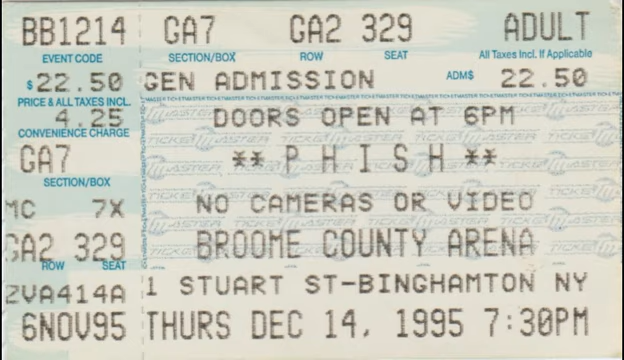 BB1214 GA7 GA2 329 ADULT
EVENT CODE SECTION/BOX ROW SEAT All Taxes Incl. If Applicable
$22.50 GEN ADMISSION ADM$ 22.50
PRICE & ALL TAXES INCL.
4.25 DOORS OPEN AT 6PM
CONVENIENCE CHARGE
GA7 ** P H I S H **
SECTION/BOX
MC 7X NO CAMERAS OR VIDEO
GA2 329 BROOME COUNTY ARENA
ROW SEAT
2VA414A 1 STUART ST-BINGHAMTON NY
6NOV95 THURS DEC 14, 1995 7:30PM